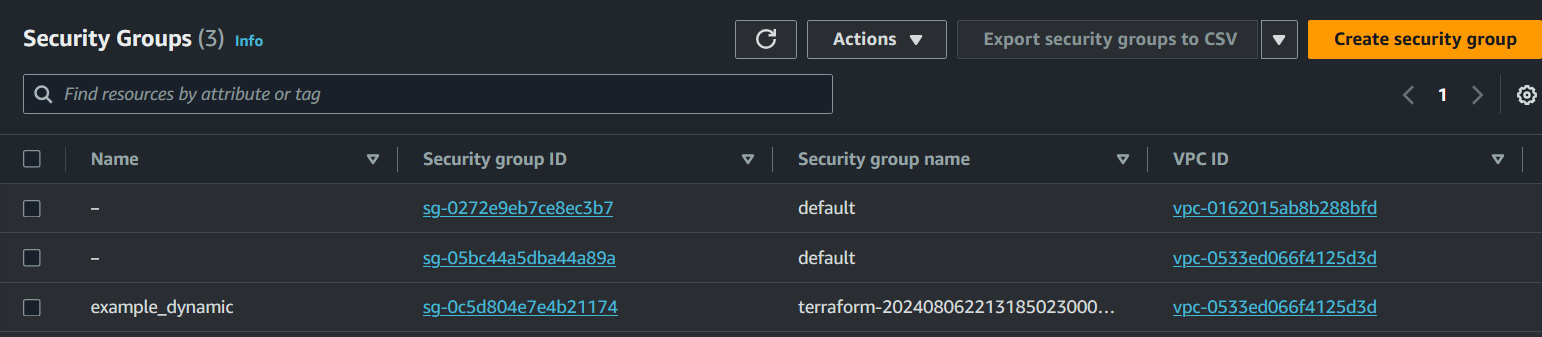 Security Groups (3) Info
Actions
Export security groups to CSV
Create security group
Find resources by attribute or tag
1
Name Security group ID Security group name VPC ID
– sg-0272e9eb7ce8ec3b7 default vpc-0162015ab8b288bfd
– sg-05bc44a5dba44a89a default vpc-0533ed066f4125d3d
example_dynamic sg-0c5d804e7e4b21174 terraform-202408062213185023000... vpc-0533ed066f4125d3d